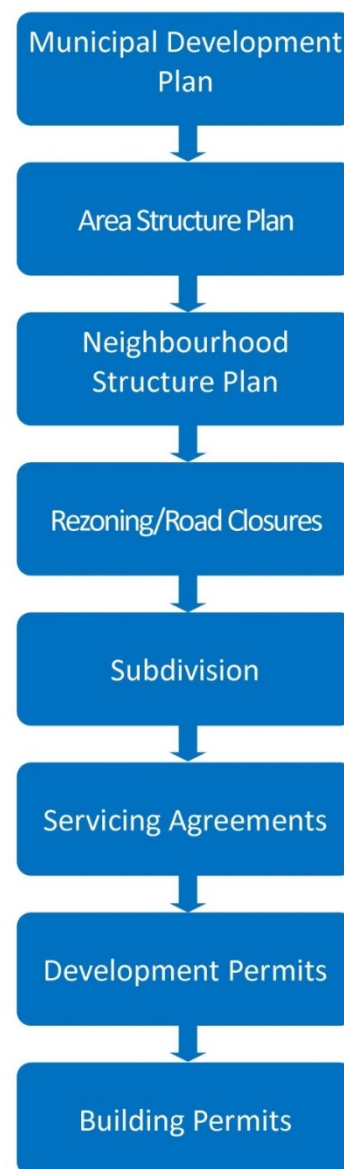 Municipal Development
Plan
Area Structure Plan
Neighbourhood
Structure Plan
Rezoning/Road Closures
Subdivision
Servicing Agreements
Development Permits
Building Permits